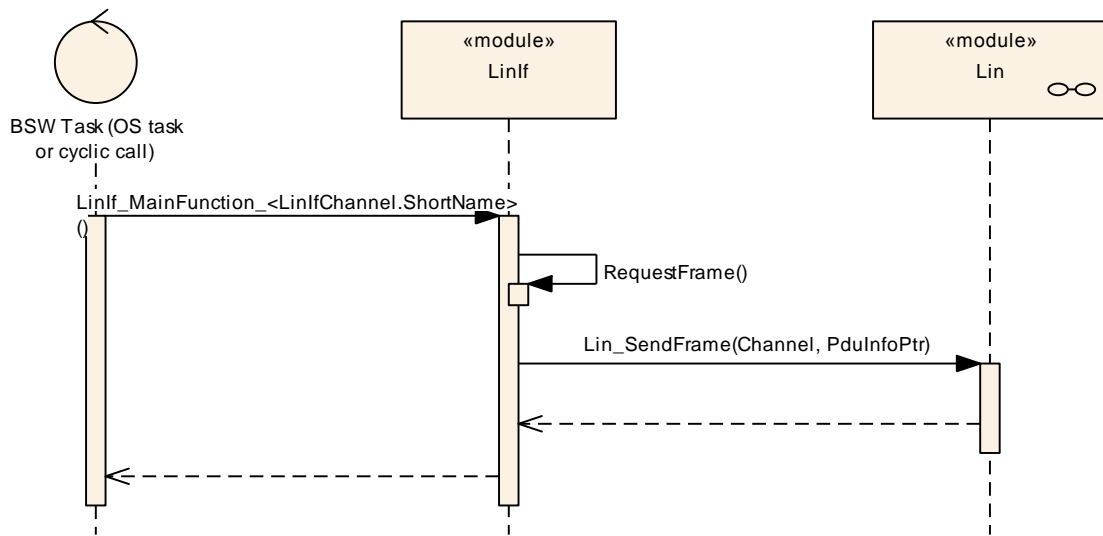 «module»
LinIf
«module»
Lin
BSW Task (OS task
or cyclic call)
LinIf_MainFunction_<LinIfChannel.ShortName>
()
RequestFrame()
Lin_SendFrame(Channel, PduInfoPtr)